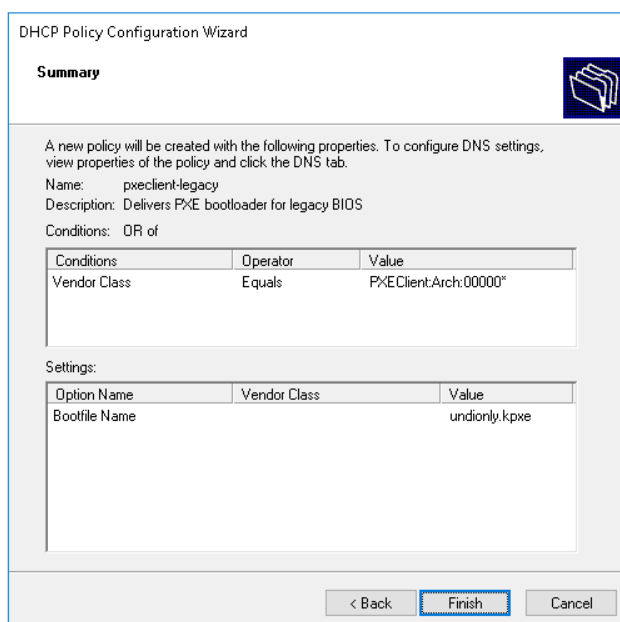 DHCP Policy Configuration Wizard
Summary
A new policy will be created with the following properties. To configure DNS settings,
view properties of the policy and click the DNS tab.
Name: pxeclient-legacy
Description: Delivers PXE bootloader for legacy BIOS
Conditions: OR of
Conditions Operator Value
Vendor Class Equals PXEClient:Arch:00000*
Settings:
Option Name Vendor Class Value
Bootfile Name undionly.kpxe
< Back Finish Cancel